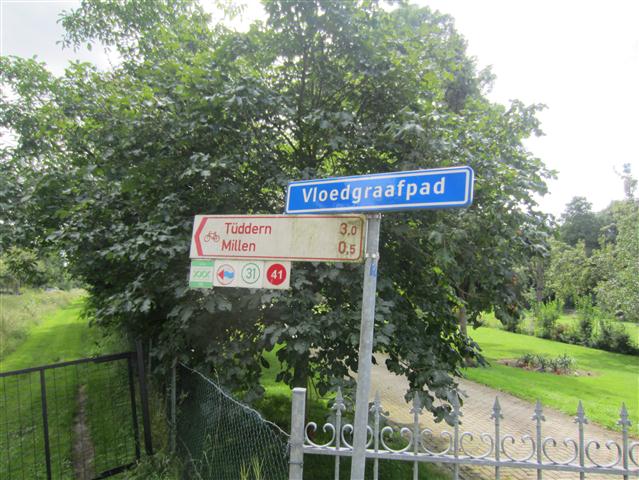 Vloedgraafpad
Tüddern 3,0
Millen 0,5
31 41